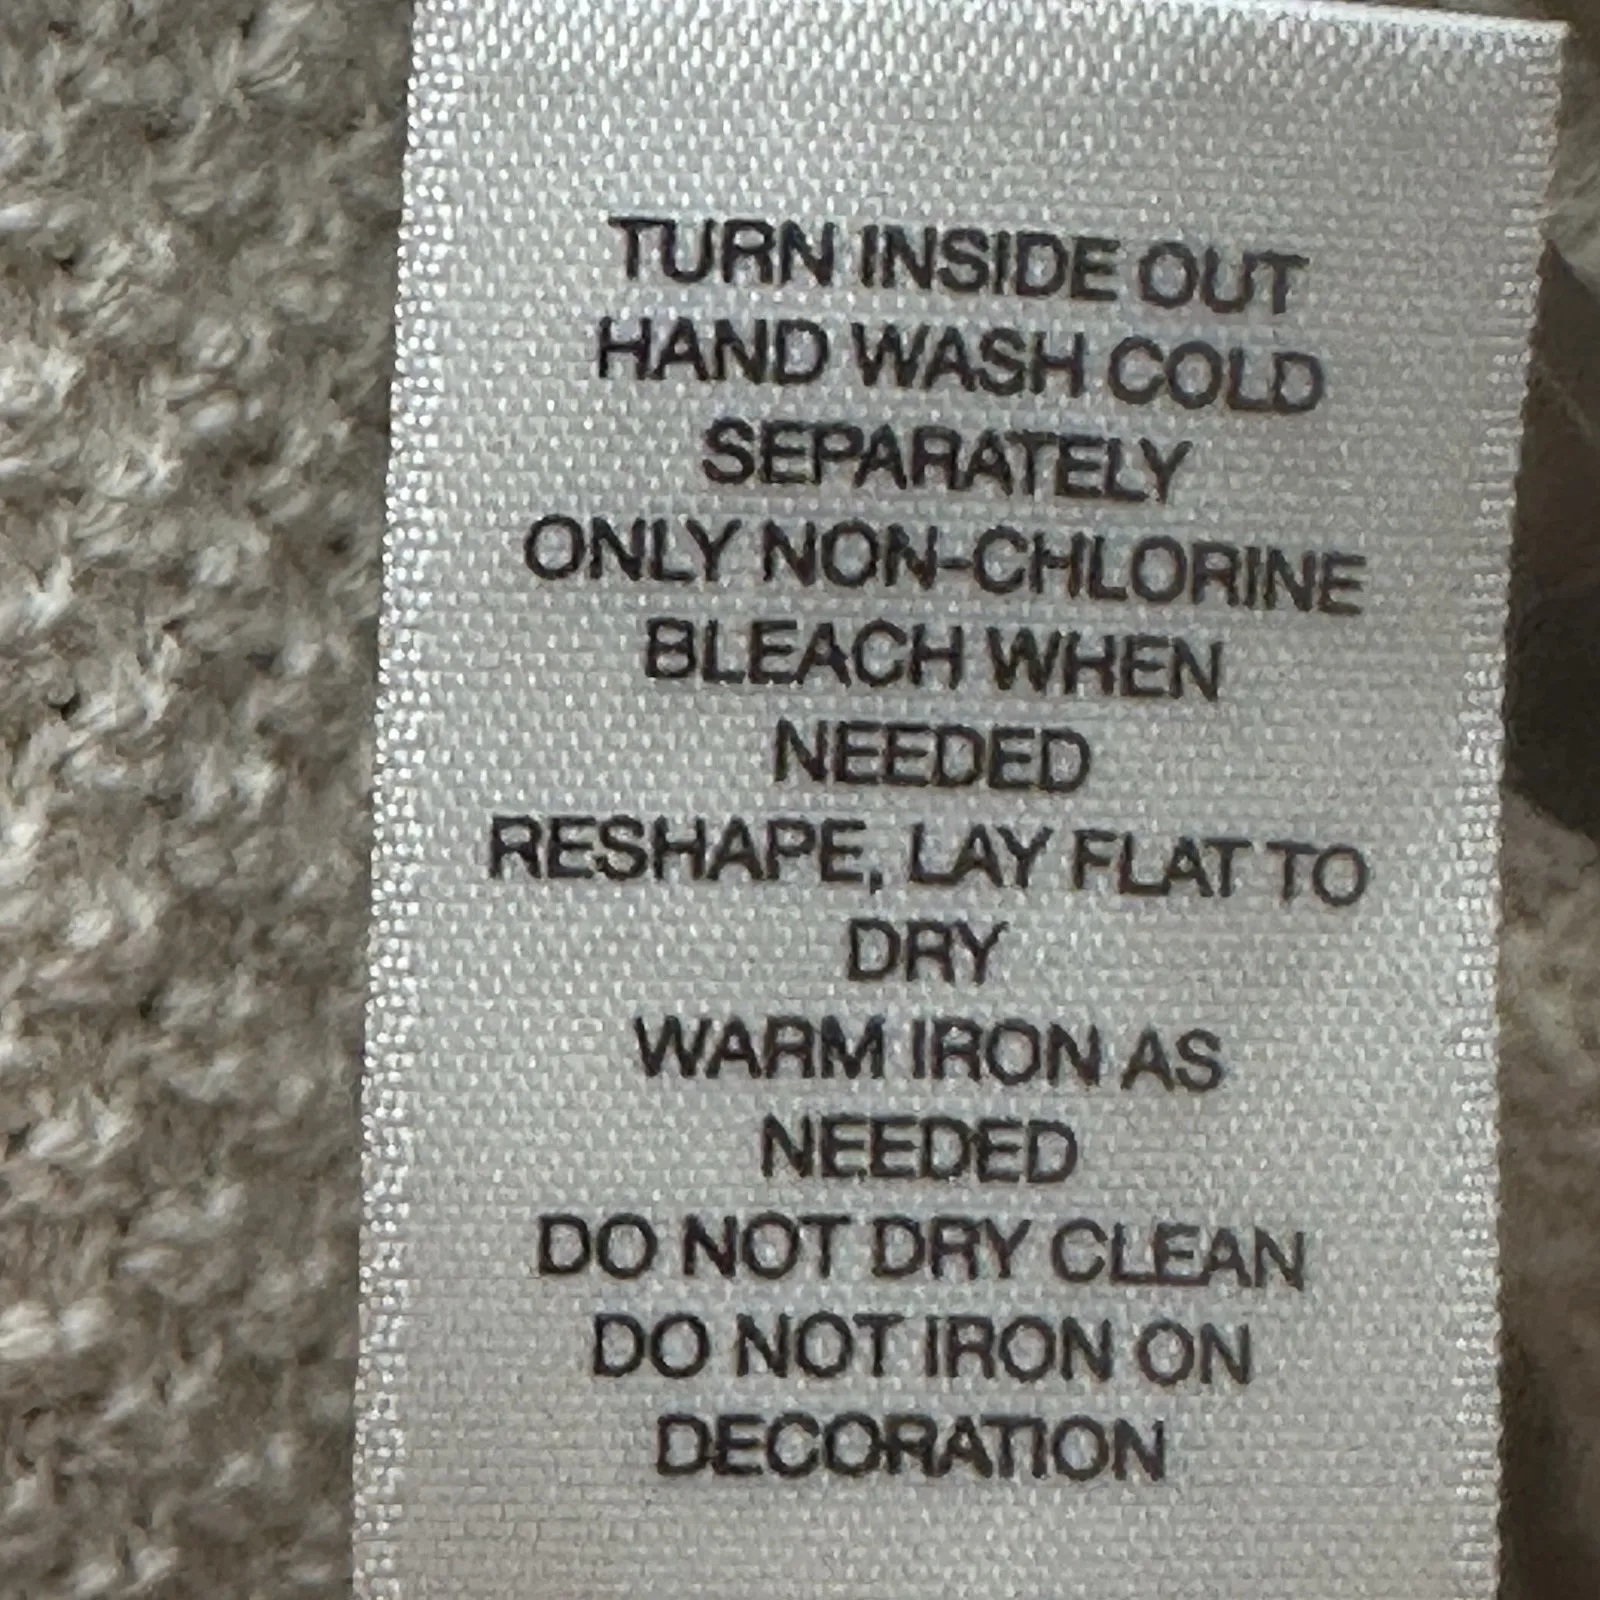 TURN INSIDE OUT
HAND WASH COLD
SEPARATELY
ONLY NON-CHLORINE
BLEACH WHEN
NEEDED
RESHAPE, LAY FLAT TO
DRY
WARM IRON AS
NEEDED
DO NOT DRY CLEAN
DO NOT IRON ON
DECORATION